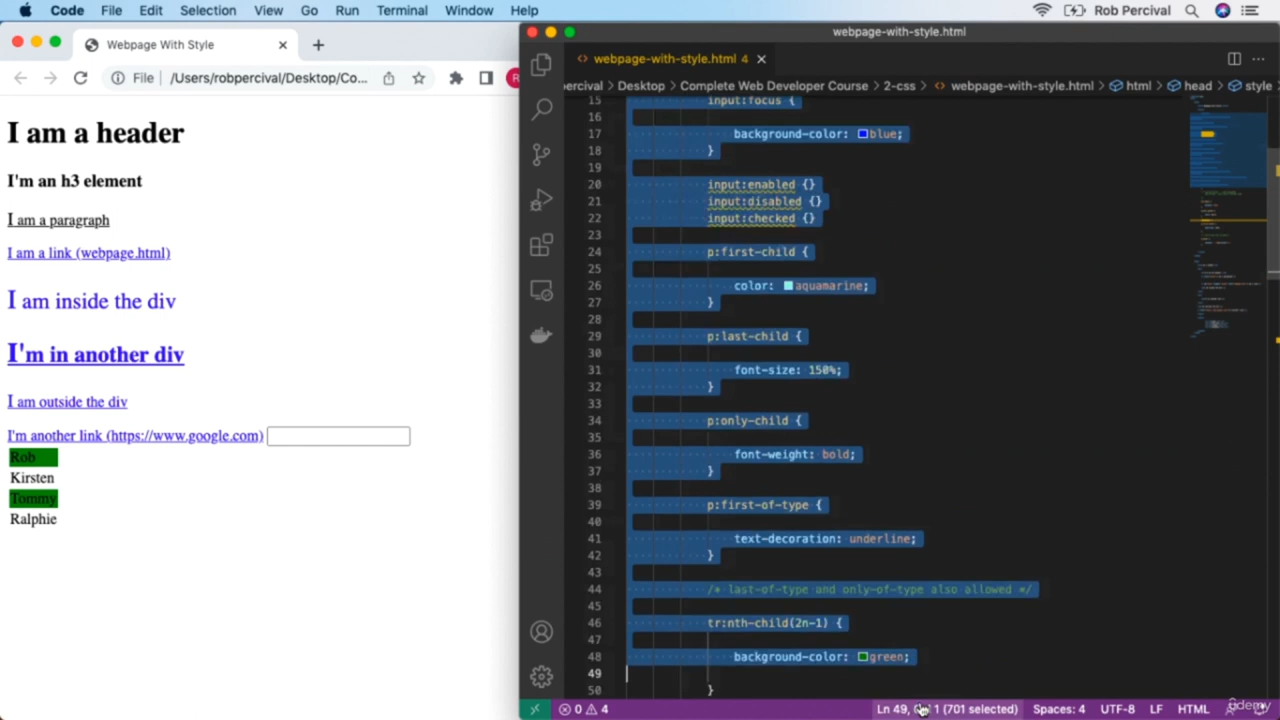 Code File Edit Selection View Go Run Terminal Window Help Rob Percival
Webpage With Style
File /Users/robpercival/Desktop/Co... R
I am a header
I'm an h3 element
I am a paragraph
I am a link (webpage.html)
I am inside the div
I'm in another div
I am outside the div
I'm another link (https://www.google.com)
Rob
Kirsten
Tommy
Ralphie
webpage-with-style.html
webpage-with-style.html 4
percival Desktop Complete Web Developer Course 2-css webpage-with-style.html html head style
15 input:focus {
16
17 background-color: blue;
18 }
19
20 input:enabled {}
21 input:disabled {}
22 input:checked {}
23
24 p:first-child {
25
26 color: aquamarine;
27 }
28
29 p:last-child {
30
31 font-size: 150%;
32 }
33
34 p:only-child {
35
36 font-weight: bold;
37 }
38
39 p:first-of-type {
40
41 text-decoration: underline;
42 }
43
44 /* last-of-type and only-of-type also allowed */
45
46 tr:nth-child(2n-1) {
47
48 background-color: green;
49
50 }
0 4 Ln 49, 1 (701 selected) Spaces: 4 UTF-8 LF HTML
Udemy